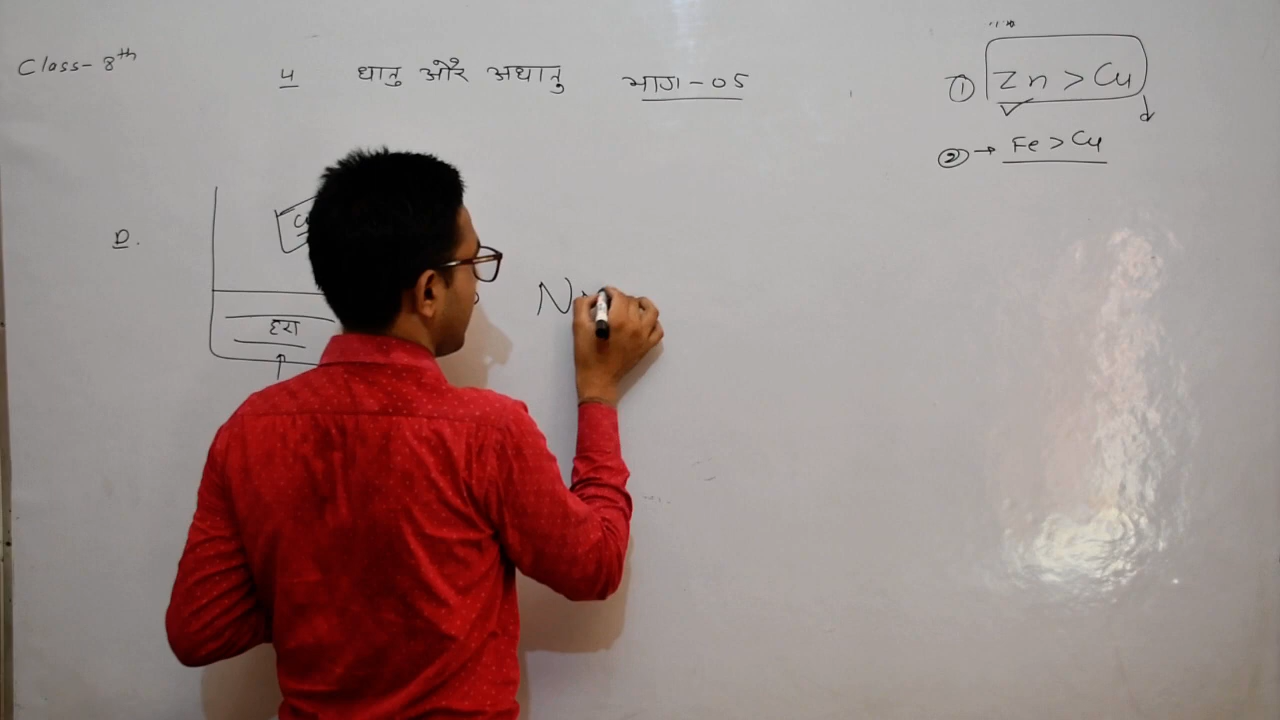 Class- 8th
4 धातु और अधातु भाग - 05
① Zn > Cu
② → Fe > Cu
D.
हरा
N